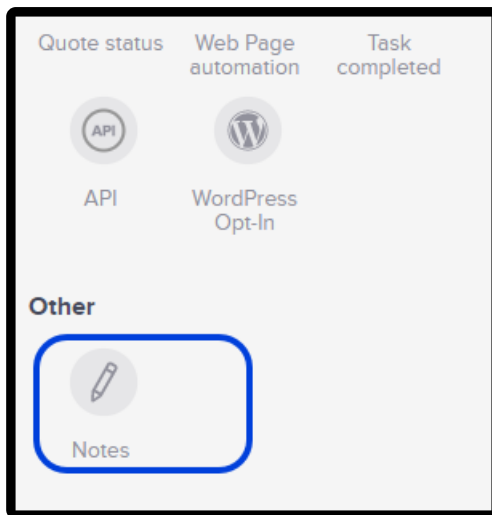 Quote status
Web Page
automation
Task
completed
API
API
WordPress
Opt-In
Other
Notes